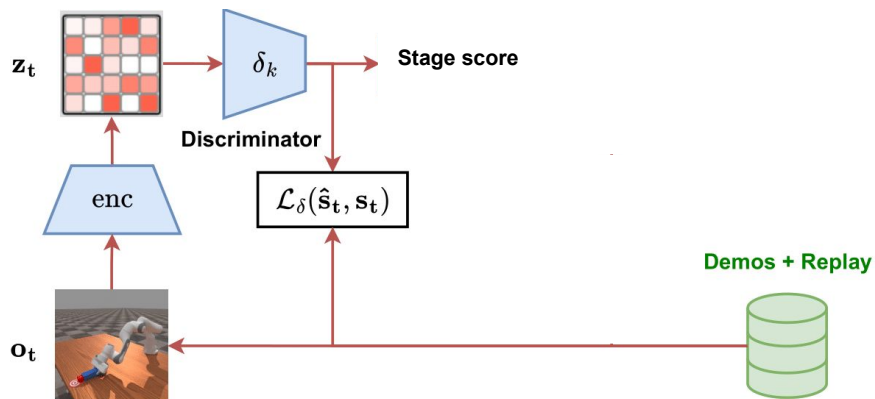 z_t
δ_k
Stage score
Discriminator
enc
ℒ_δ(ŝ_t, s_t)
Demos + Replay
o_t